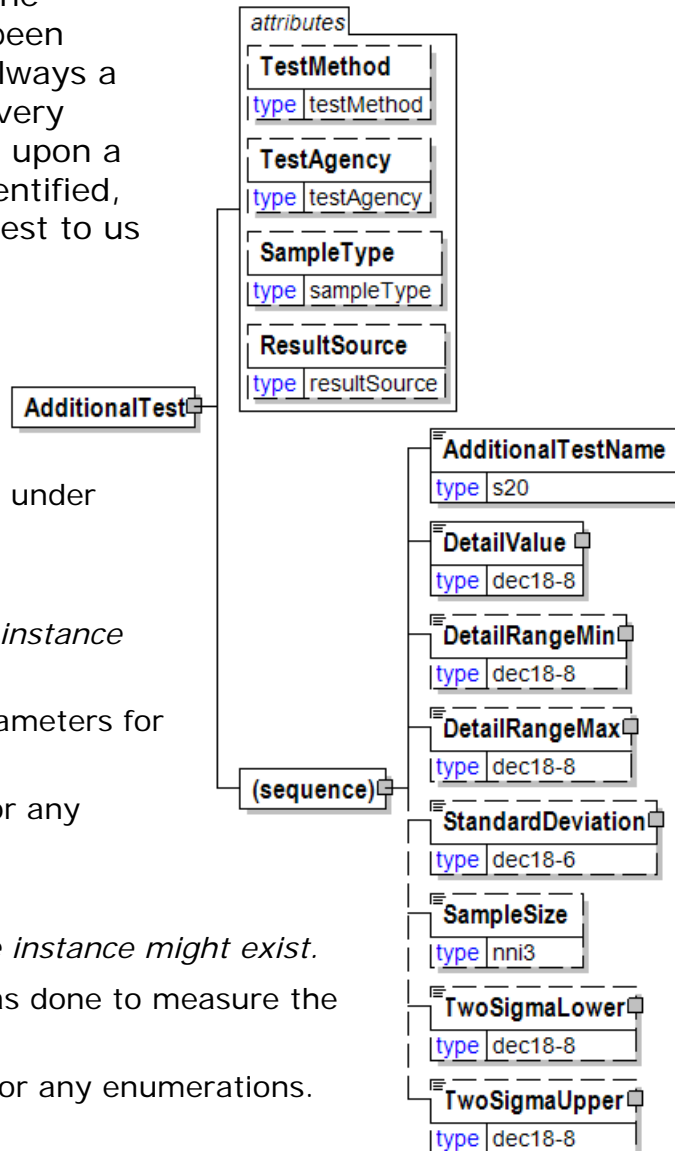 the
been
lways a
very
upon a
entified,
est to us
under
instance
ameters for
or any
instance might exist.
as done to measure the
or any enumerations.
attributes
TestMethod
type testMethod
TestAgency
type testAgency
SampleType
type sampleType
ResultSource
type resultSource
AdditionalTest
(sequence)
AdditionalTestName
type s20
DetailValue
type dec18-8
DetailRangeMin
type dec18-8
DetailRangeMax
type dec18-8
StandardDeviation
type dec18-6
SampleSize
type nni3
TwoSigmaLower
type dec18-8
TwoSigmaUpper
type dec18-8